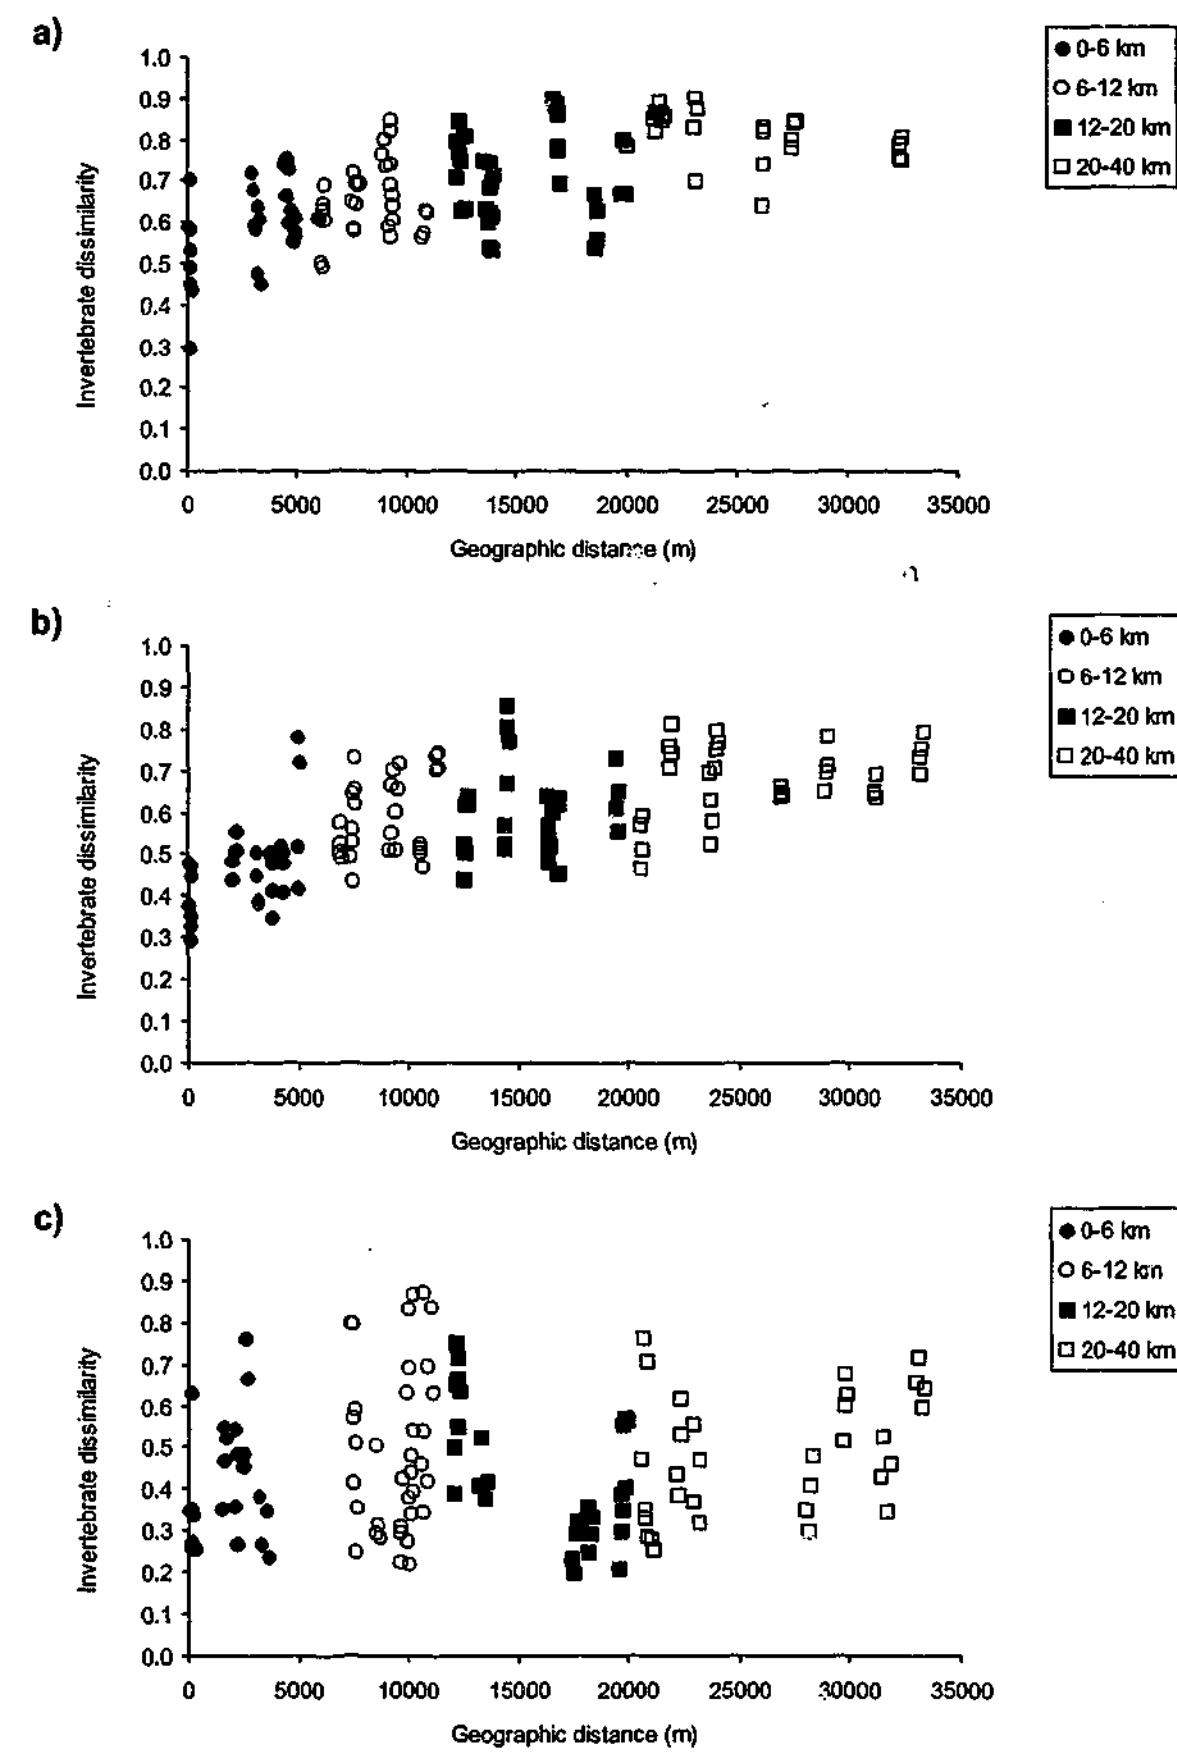 a)
● 0-6 km
○ 6-12 km
■ 12-20 km
□ 20-40 km
Invertebrate dissimilarity
1.0
0.9
0.8
0.7
0.6
0.5
0.4
0.3
0.2
0.1
0.0
0 5000 10000 15000 20000 25000 30000 35000
Geographic distance (m)
b)
● 0-6 km
○ 6-12 km
■ 12-20 km
□ 20-40 km
Invertebrate dissimilarity
1.0
0.9
0.8
0.7
0.6
0.5
0.4
0.3
0.2
0.1
0.0
0 5000 10000 15000 20000 25000 30000 35000
Geographic distance (m)
c)
● 0-6 km
○ 6-12 km
■ 12-20 km
□ 20-40 km
Invertebrate dissimilarity
1.0
0.9
0.8
0.7
0.6
0.5
0.4
0.3
0.2
0.1
0.0
0 5000 10000 15000 20000 25000 30000 35000
Geographic distance (m)